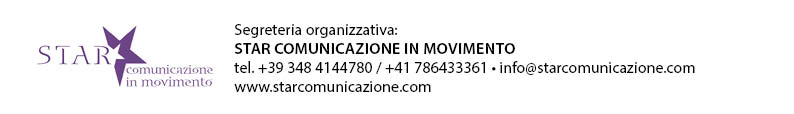 STAR
comunicazione
in movimento
Segreteria organizzativa:
STAR COMUNICAZIONE IN MOVIMENTO
tel. +39 348 4144780 / +41 786433361 • info@starcomunicazione.com
www.starcomunicazione.com